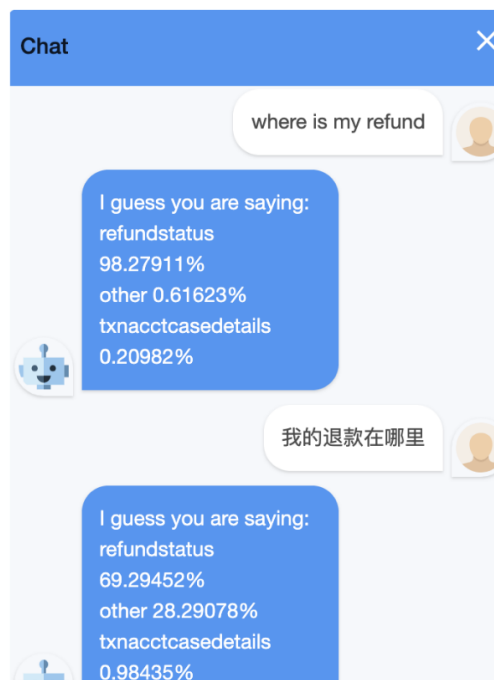 Chat
where is my refund
I guess you are saying:
refundstatus
98.27911%
other 0.61623%
txnacctcasedetails
0.20982%
我的退款在哪里
I guess you are saying:
refundstatus
69.29452%
other 28.29078%
txnacctcasedetails
0.98435%